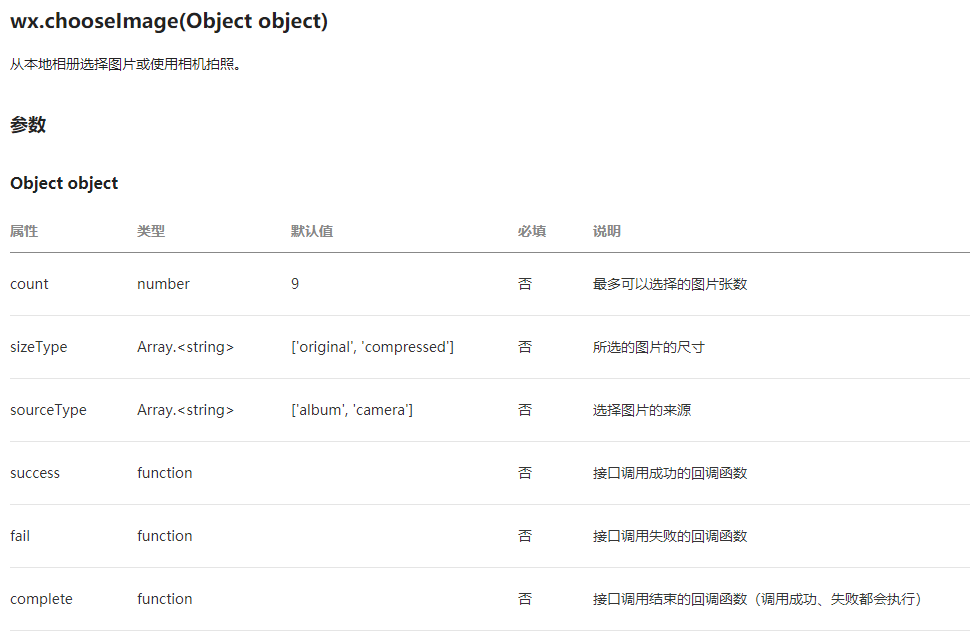 wx.chooseImage(Object object)
从本地相册选择图片或使用相机拍照。
参数
Object object
属性 类型 默认值 必填 说明
count number 9 否 最多可以选择的图片张数
sizeType Array.<string> ['original', 'compressed'] 否 所选的图片的尺寸
sourceType Array.<string> ['album', 'camera'] 否 选择图片的来源
success function 否 接口调用成功的回调函数
fail function 否 接口调用失败的回调函数
complete function 否 接口调用结束的回调函数（调用成功、失败都会执行）